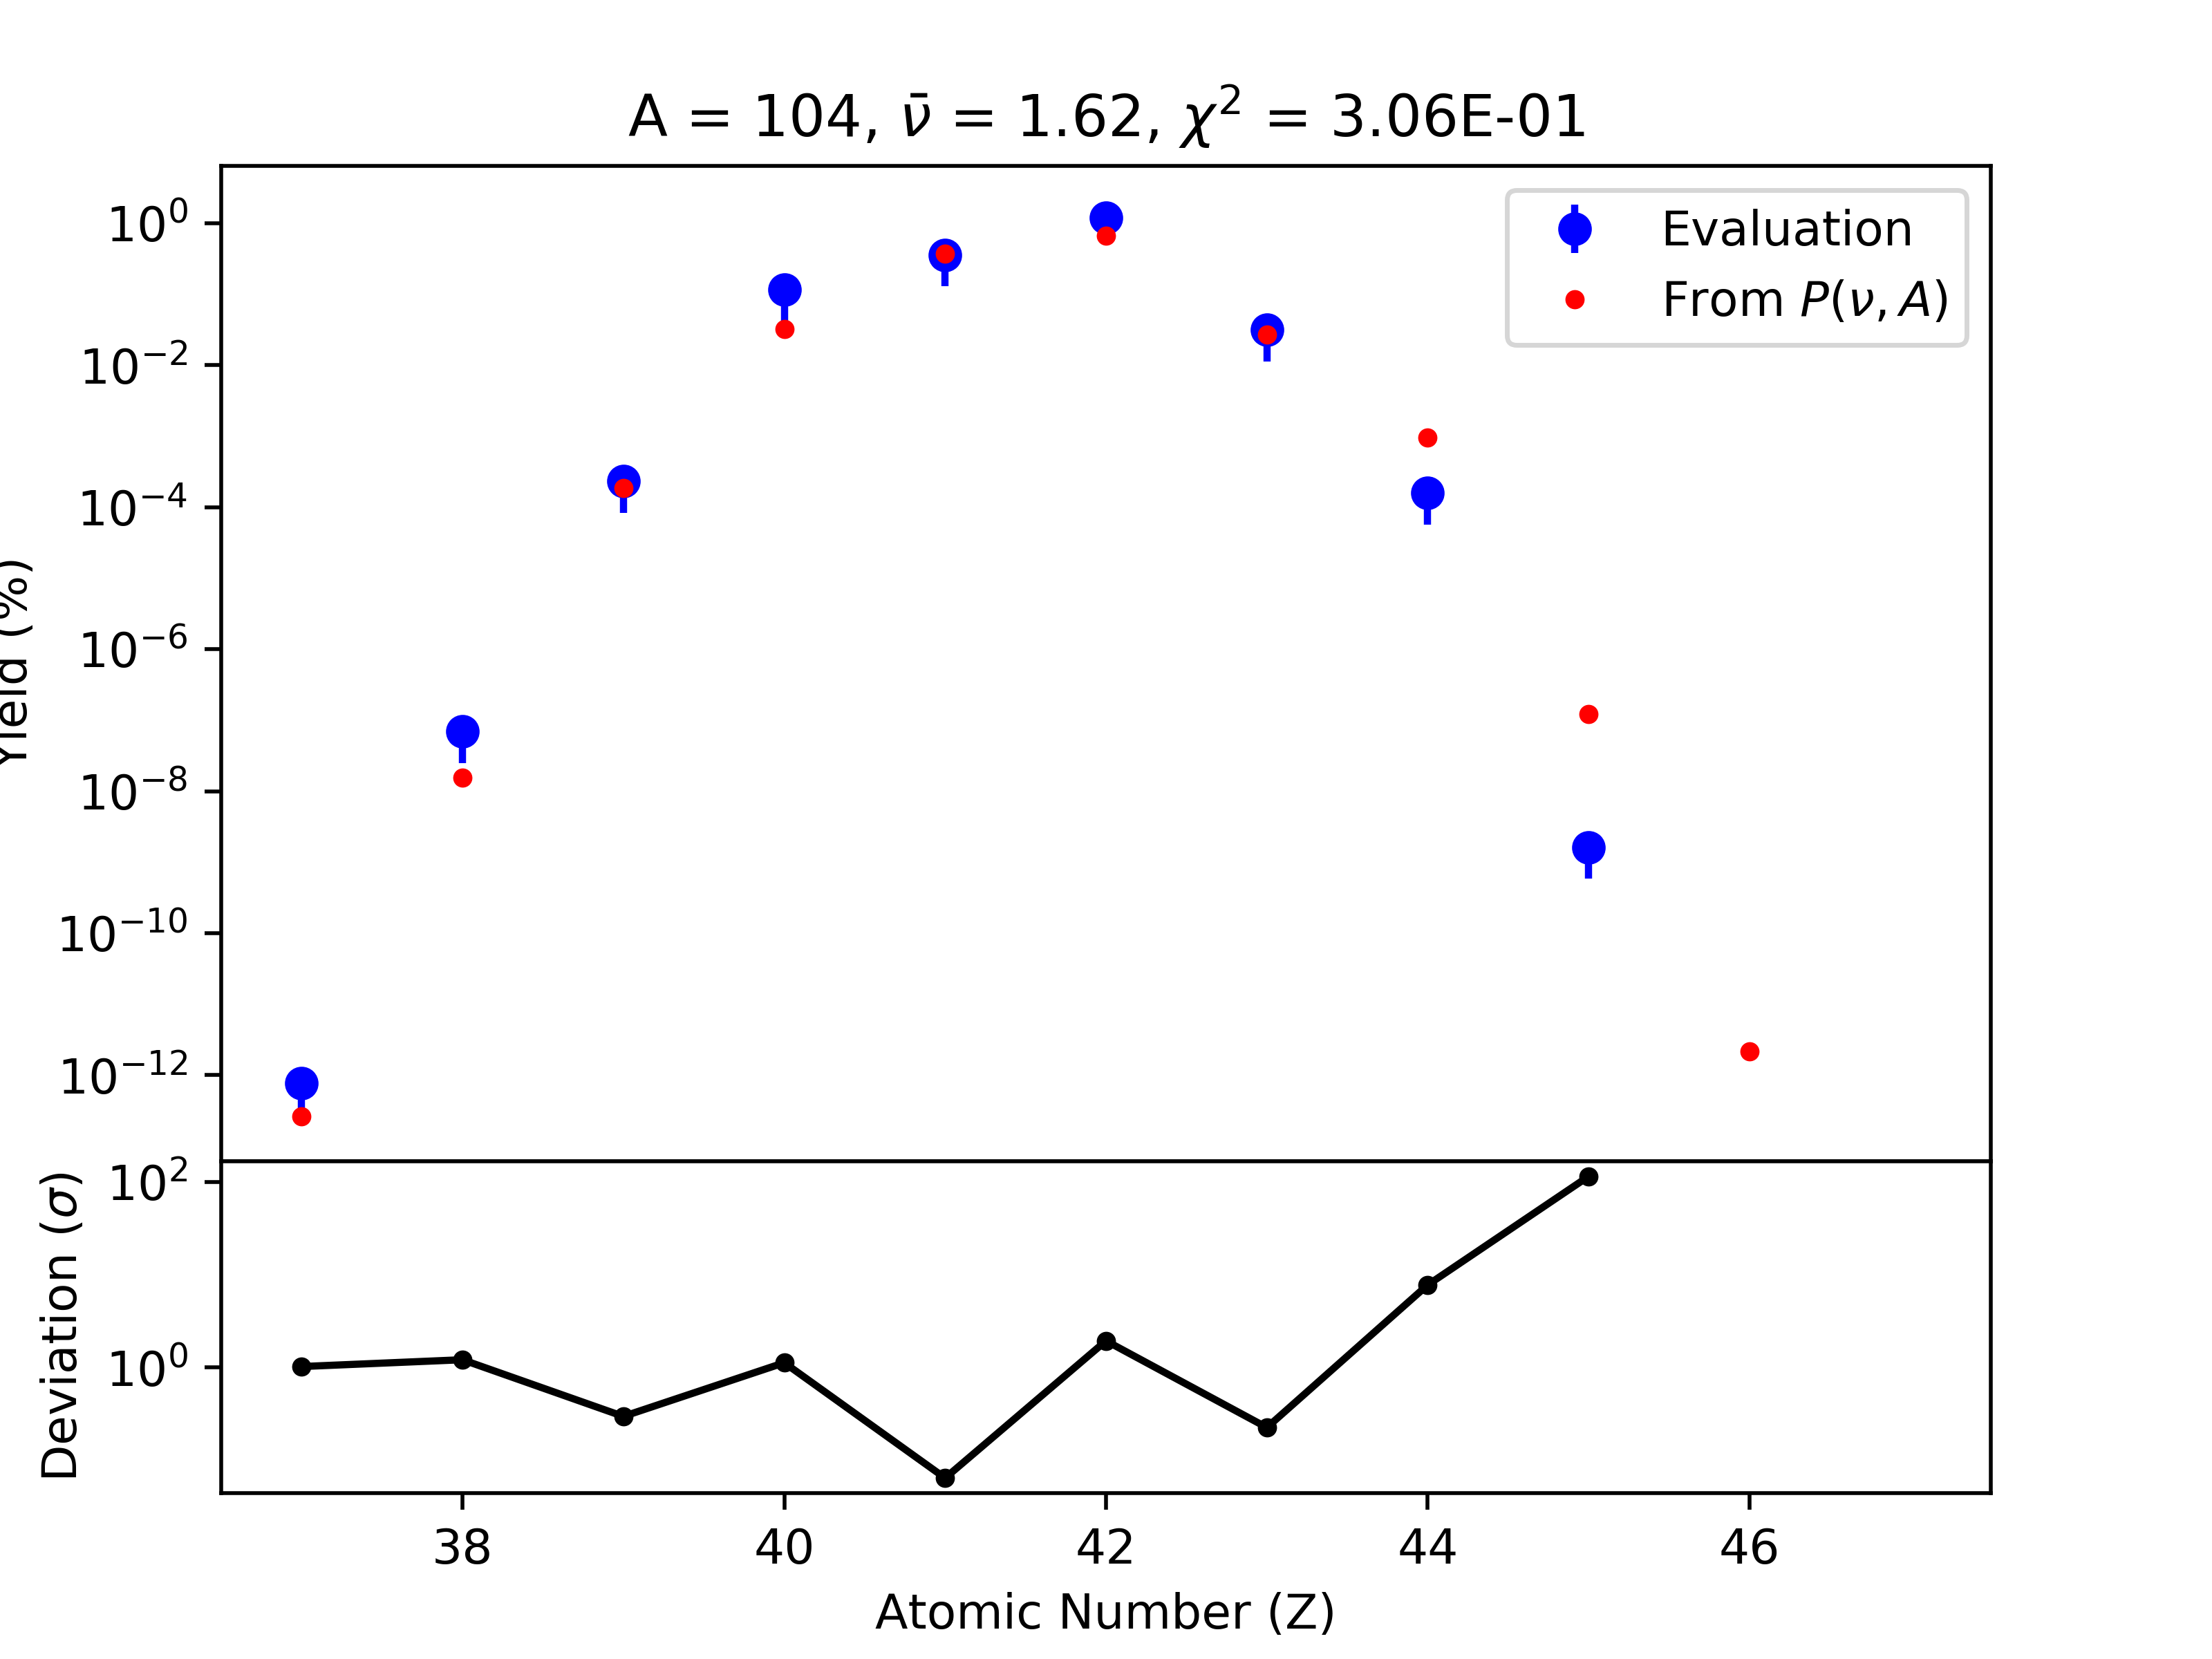 A = 104, ν̄ = 1.62, χ² = 3.06E-01
Evaluation
From P(ν, A)
10⁰
10⁻²
10⁻⁴
10⁻⁶
10⁻⁸
10⁻¹⁰
10⁻¹²
Yield (%)
10²
10⁰
Deviation (σ)
38 40 42 44 46
Atomic Number (Z)